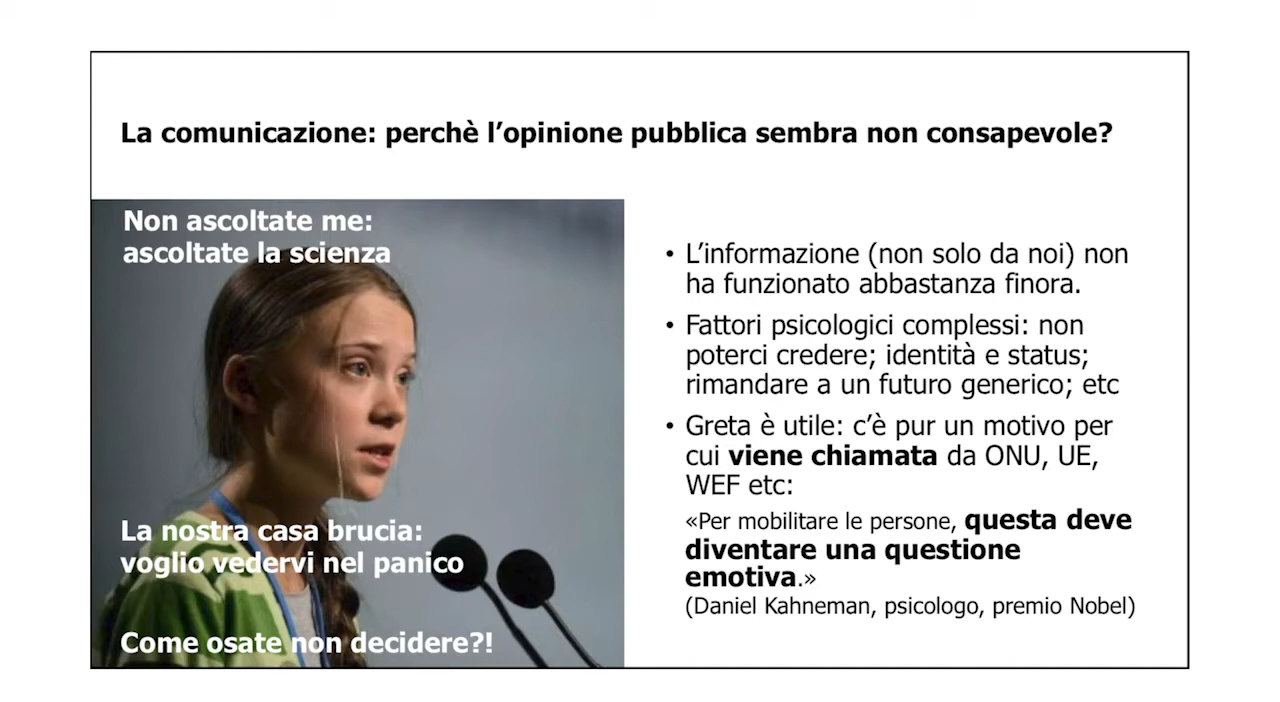 La comunicazione: perchè l’opinione pubblica sembra non consapevole?
Non ascoltate me:
ascoltate la scienza
La nostra casa brucia:
voglio vedervi nel panico
Come osate non decidere?!
• L’informazione (non solo da noi) non
ha funzionato abbastanza finora.
• Fattori psicologici complessi: non
poterci credere; identità e status;
rimandare a un futuro generico; etc
• Greta è utile: c’è pur un motivo per
cui viene chiamata da ONU, UE,
WEF etc:
«Per mobilitare le persone, questa deve
diventare una questione
emotiva.»
(Daniel Kahneman, psicologo, premio Nobel)